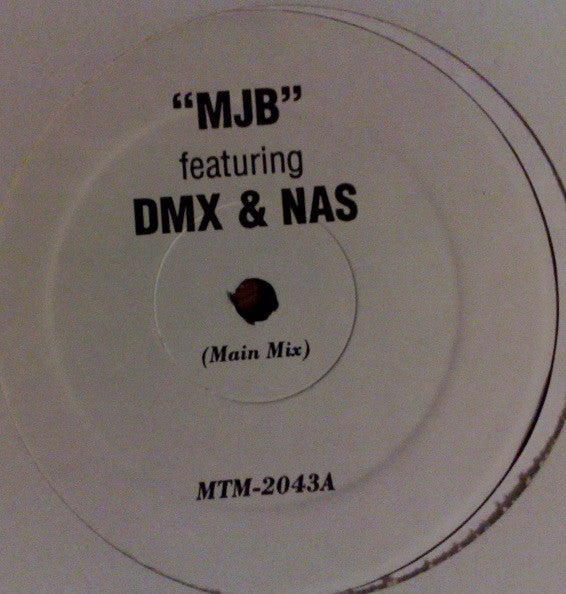 “MJB”
featuring
DMX & NAS
(Main Mix)
MTM-2043A